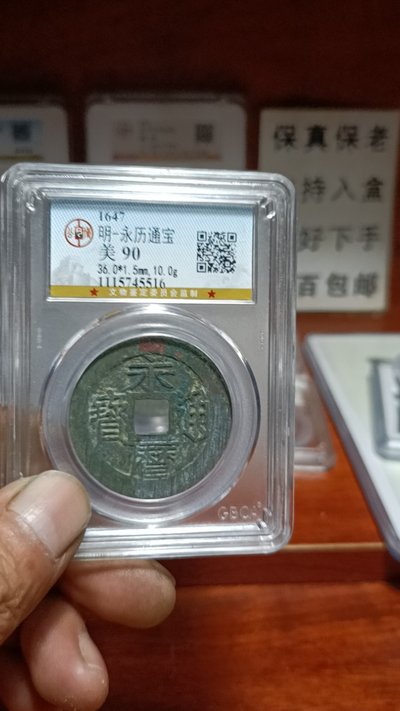 1647
明-永历通宝
美 90
36.0*1.5mm,10.0g
1115745516
★ 文物鉴定委员会监制 ★
永曆通寶
GBCA
保真保老
持入盒
好下手
百包邮